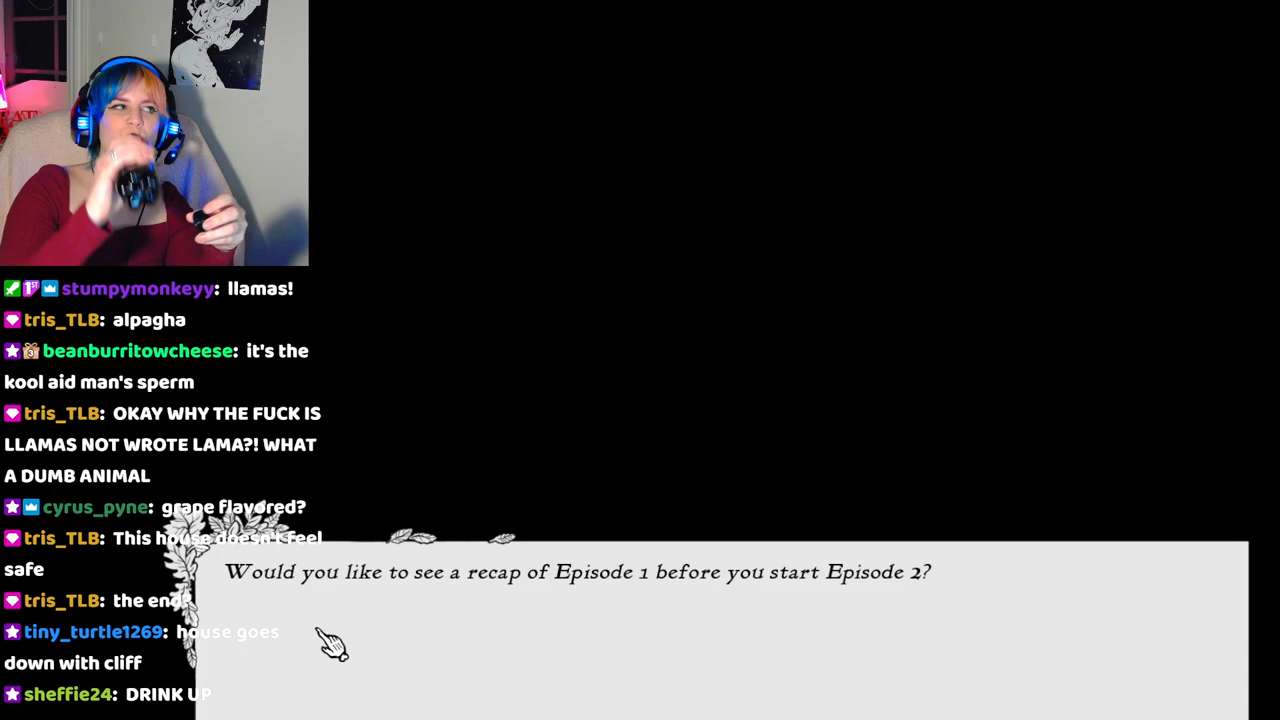 stumpymonkeyy: llamas!
tris_TLB: alpagha
beanburritowcheese: it's the
kool aid man's sperm
tris_TLB: OKAY WHY THE FUCK IS
LLAMAS NOT WROTE LAMA?! WHAT
A DUMB ANIMAL
cyrus_pyne: grape flavored?
tris_TLB: This house doesn't feel
safe
tris_TLB: the end?
tiny_turtle1269: house goes
down with cliff
sheffie24: DRINK UP
Would you like to see a recap of Episode 1 before you start Episode 2?